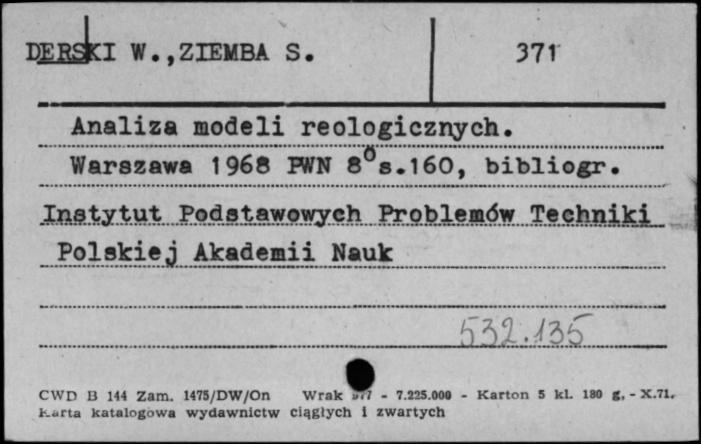 DERSKI W.,ZIEMBA S.
371
Analiza modeli reologicznych.
Warszawa 1968 PWN 8° s.160, bibliogr.
Instytut Podstawowych Problemów Techniki
Polskiej Akademii Nauk
532.135
CWD B 144 Zam. 1475/DW/On Wrak - 7.225.000 - Karton 5 kl. 180 g. - X.71.
Karta katalogowa wydawnictw ciągłych i zwartych